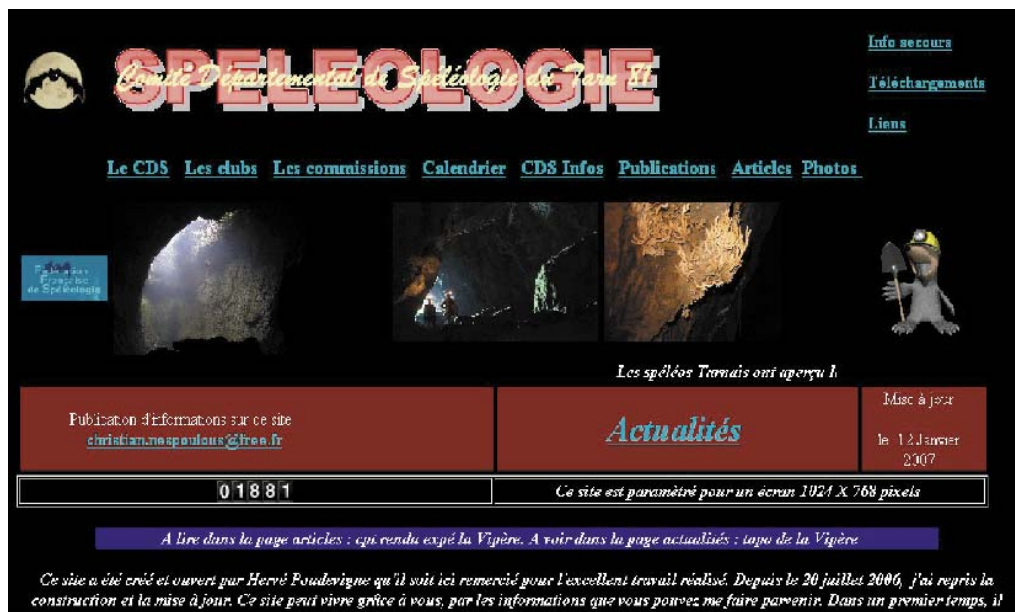 SPELEOLOGIE
Comité Départemental de Spéléologie du Tarn 81
Info secours
Téléchargements
Liens
Le CDS Les clubs Les commissions Calendrier CDS Infos Publications Articles Photos
Fédération
Française
de Spéléologie
Les spéléos Tarnais ont aperçu l
Publication d'informations sur ce site
christian.nespoulous@free.fr
Actualités
Mise à jour
le 12 Janvier
2007
01881
Ce site est paramètré pour un écran 1024 X 768 pixels
A lire dans la page articles : cpt rendu expé la Vipère. A voir dans la page actualités : topo de la Vipère
Ce site a été créé et ouvert par Hervé Poudevigne qu'il soit ici remercié pour l'excellent travail réalisé. Depuis le 20 juillet 2006, j'ai repris la
construction et la mise à jour. Ce site peut vivre grâce à vous, par les informations que vous pouvez me faire parvenir. Dans un premier temps, il